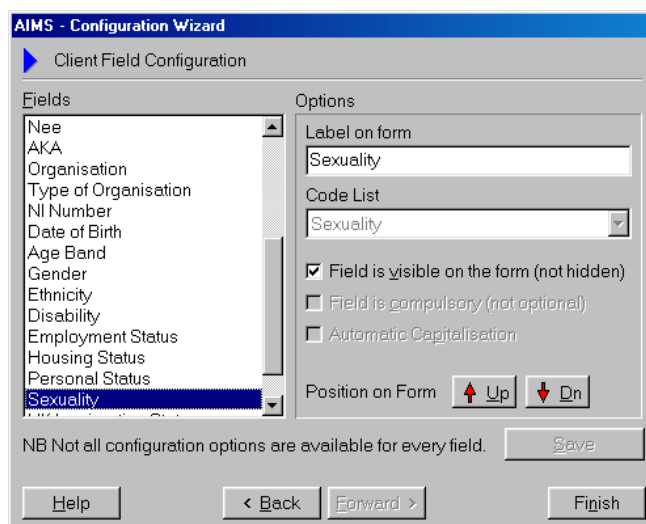 AIMS - Configuration Wizard
Client Field Configuration
Fields
Nee
AKA
Organisation
Type of Organisation
NI Number
Date of Birth
Age Band
Gender
Ethnicity
Disability
Employment Status
Housing Status
Personal Status
Sexuality
Options
Label on form
Sexuality
Code List
Sexuality
Field is visible on the form (not hidden)
Field is compulsory (not optional)
Automatic Capitalisation
Position on Form Up Dn
NB Not all configuration options are available for every field. Save
Help < Back Forward > Finish